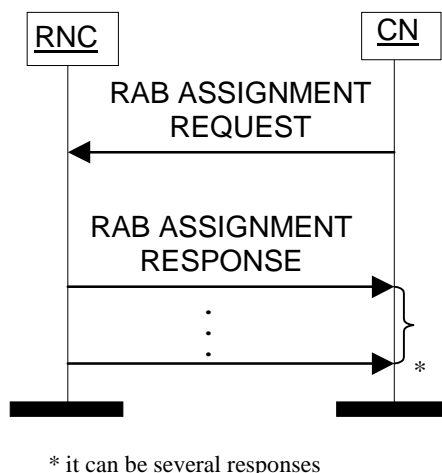 RNC
CN
RAB ASSIGNMENT
REQUEST
RAB ASSIGNMENT
RESPONSE
*
* it can be several responses